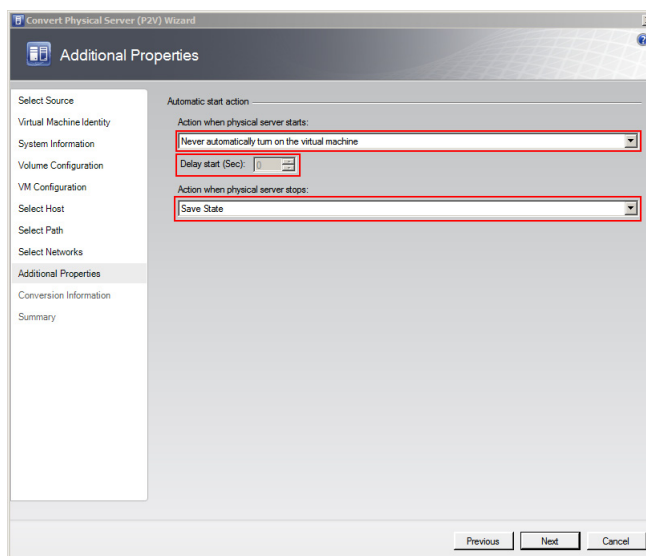 Convert Physical Server (P2V) Wizard
Additional Properties
Select Source
Virtual Machine Identity
System Information
Volume Configuration
VM Configuration
Select Host
Select Path
Select Networks
Additional Properties
Conversion Information
Summary
Automatic start action
Action when physical server starts:
Never automatically turn on the virtual machine
Delay start (Sec): 0
Action when physical server stops:
Save State
Previous Next Cancel